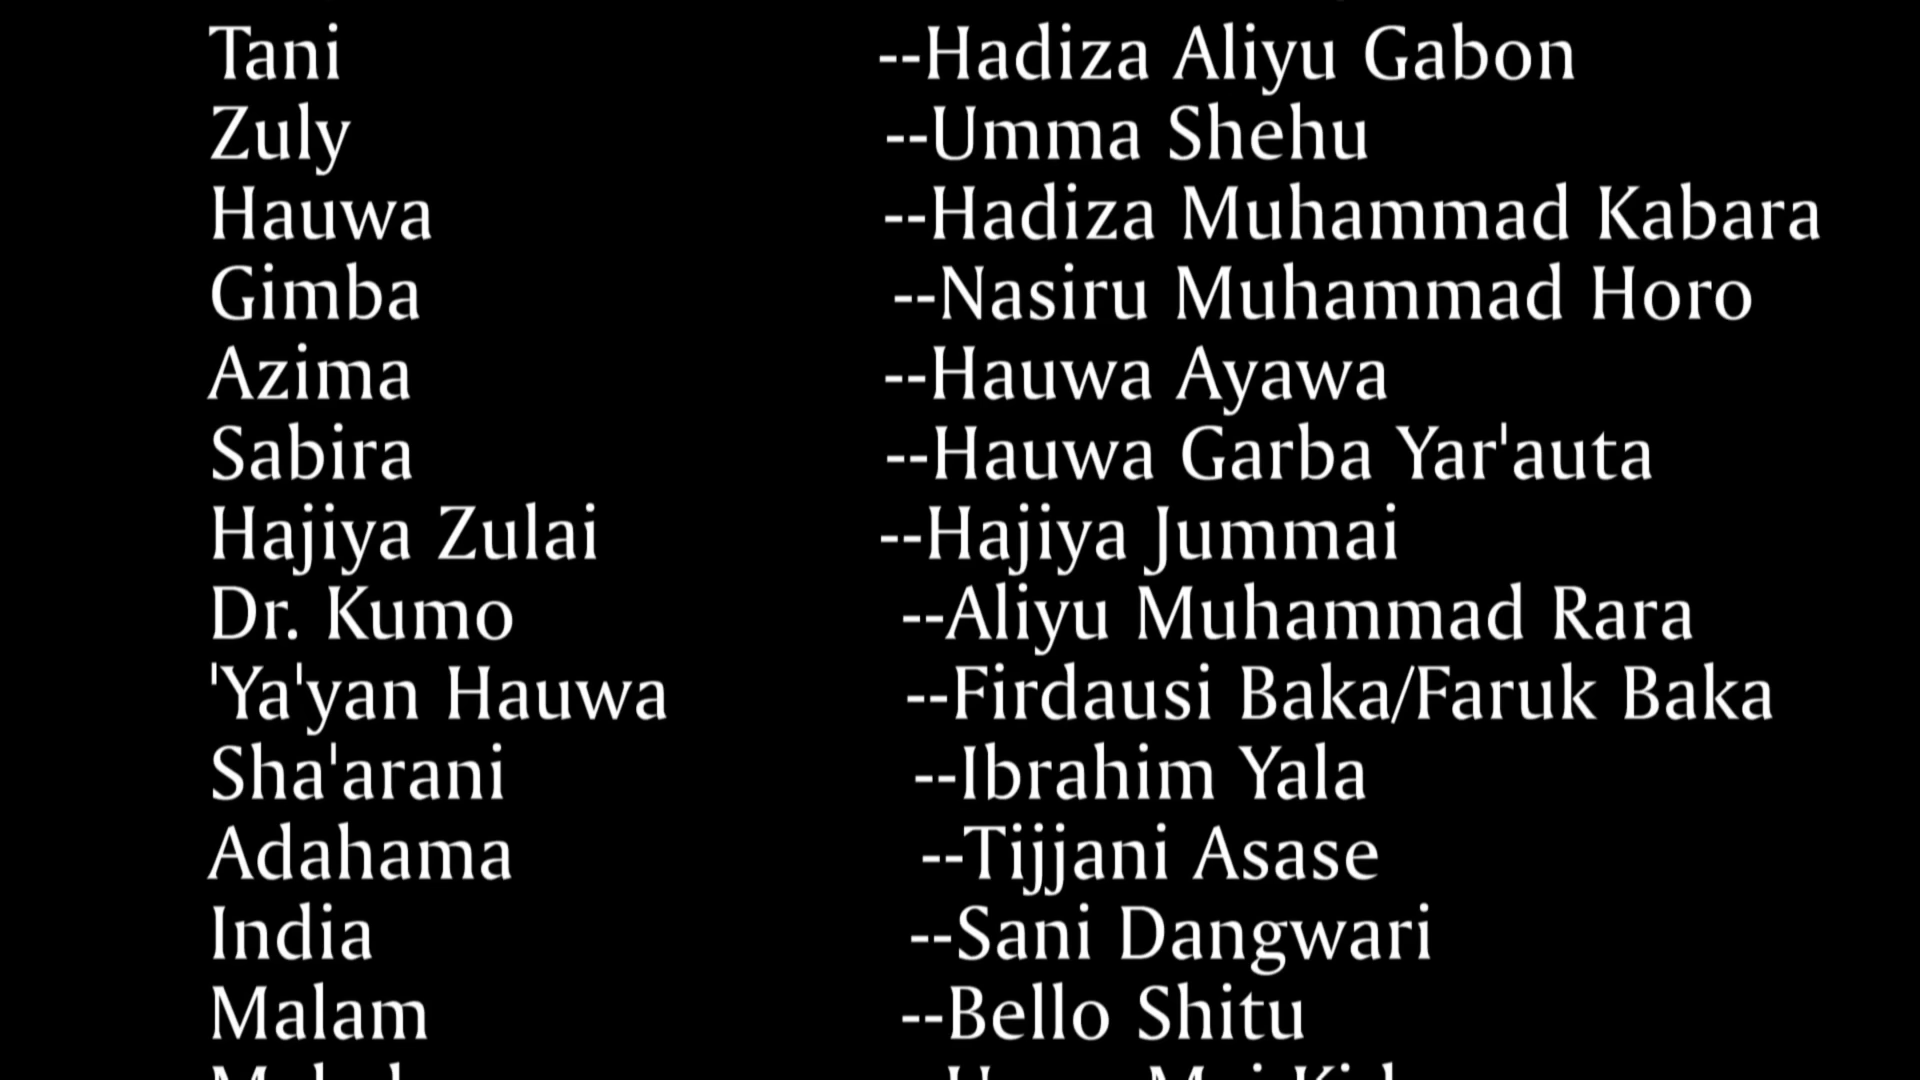 Tani --Hadiza Aliyu Gabon
Zuly --Umma Shehu
Hauwa --Hadiza Muhammad Kabara
Gimba --Nasiru Muhammad Horo
Azima --Hauwa Ayawa
Sabira --Hauwa Garba Yar'auta
Hajiya Zulai --Hajiya Jummai
Dr. Kumo --Aliyu Muhammad Rara
'Ya'yan Hauwa --Firdausi Baka/Faruk Baka
Sha'arani --Ibrahim Yala
Adahama --Tijjani Asase
India --Sani Dangwari
Malam --Bello Shitu